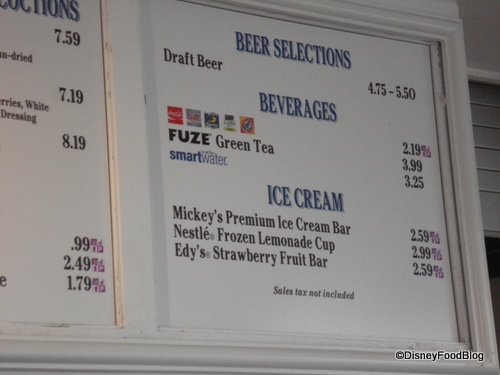 UCTIONS
7.59
n-dried
7.19
rries, White
Dressing
8.19
.99
2.49
e 1.79
BEER SELECTIONS
Draft Beer 4.75 – 5.50
BEVERAGES
2.19
FUZE Green Tea 3.99
smartwater. 3.25
ICE CREAM
Mickey's Premium Ice Cream Bar 2.59
Nestlé® Frozen Lemonade Cup 2.99
Edy's® Strawberry Fruit Bar 2.59
Sales tax not included
©DisneyFoodBlog